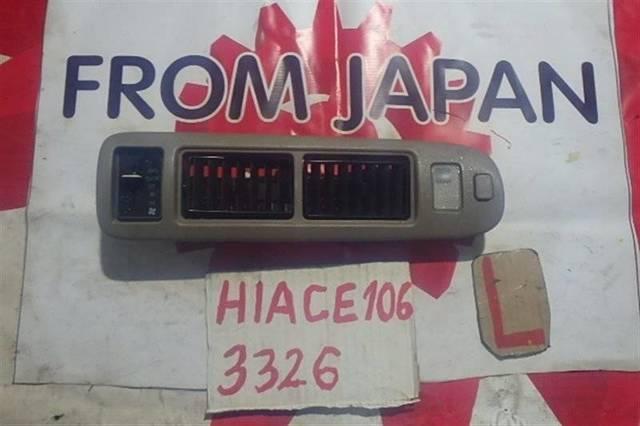 FROM JAPAN
HIACE106
3326
L